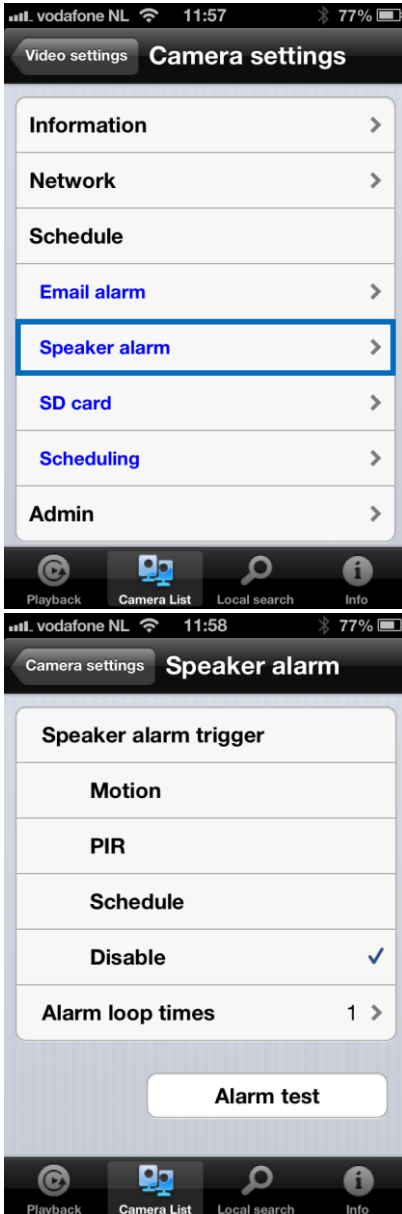 vodafone NL 11:57 77%
Video settings Camera settings
Information
Network
Schedule
Email alarm
Speaker alarm
SD card
Scheduling
Admin
Playback Camera List Local search Info
vodafone NL 11:58 77%
Camera settings Speaker alarm
Speaker alarm trigger
Motion
PIR
Schedule
Disable
Alarm loop times 1
Alarm test
Playback Camera List Local search Info